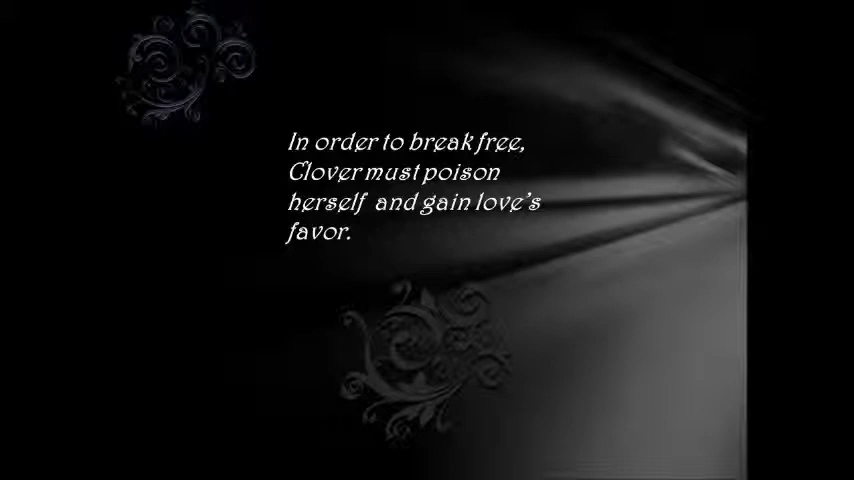 In order to break free,
Clover must poison
herself and gain love's
favor.